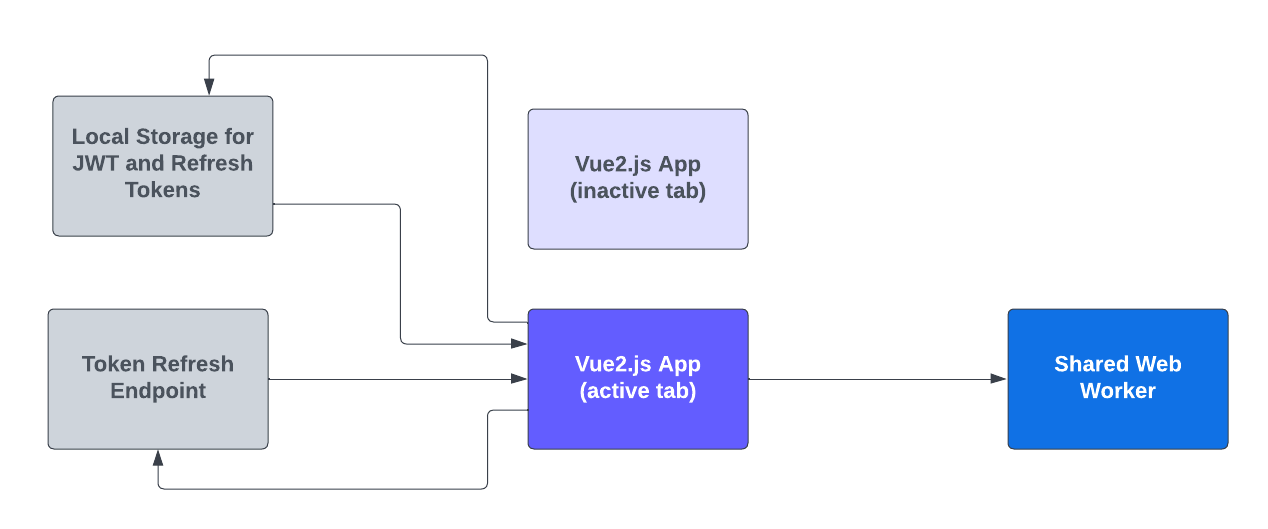 Local Storage for
JWT and Refresh
Tokens
Vue2.js App
(inactive tab)
Token Refresh
Endpoint
Vue2.js App
(active tab)
Shared Web
Worker